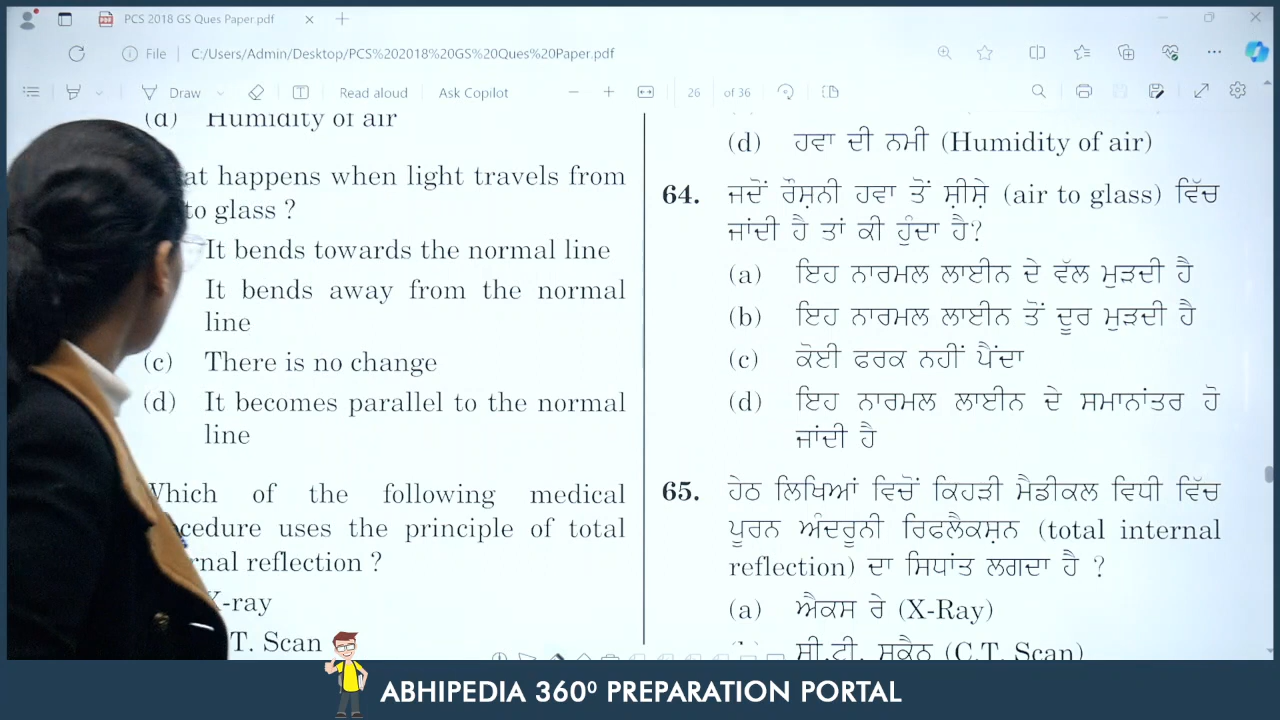 PCS 2018 GS Ques Paper.pdf
File C:/Users/Admin/Desktop/PCS%202018%20GS%20Ques%20Paper.pdf
Draw Read aloud Ask Copilot 26 of 36
(d) Humidity of air
happens when light travels from
to glass ?
It bends towards the normal line
It bends away from the normal
line
(c) There is no change
(d) It becomes parallel to the normal
line
Which of the following medical
uses the principle of total
reflection ?
X-ray
C.T. Scan
(d) ਹਵਾ ਦੀ ਨਮੀ (Humidity of air)
64. ਜਦੋਂ ਰੌਸ਼ਨੀ ਹਵਾ ਤੋਂ ਸ਼ੀਸ਼ੇ (air to glass) ਵਿੱਚ
ਜਾਂਦੀ ਹੈ ਤਾਂ ਕੀ ਹੁੰਦਾ ਹੈ?
(a) ਇਹ ਨਾਰਮਲ ਲਾਈਨ ਦੇ ਵੱਲ ਮੁੜਦੀ ਹੈ
(b) ਇਹ ਨਾਰਮਲ ਲਾਈਨ ਤੋਂ ਦੂਰ ਮੁੜਦੀ ਹੈ
(c) ਕੋਈ ਫਰਕ ਨਹੀਂ ਪੈਂਦਾ
(d) ਇਹ ਨਾਰਮਲ ਲਾਈਨ ਦੇ ਸਮਾਨਾਂਤਰ ਹੋ
ਜਾਂਦੀ ਹੈ
65. ਹੇਠ ਲਿਖਿਆਂ ਵਿਚੋਂ ਕਿਹੜੀ ਮੈਡੀਕਲ ਵਿਧੀ ਵਿੱਚ
ਪੂਰਨ ਅੰਦਰੂਨੀ ਰਿਫਲੈਕਸ਼ਨ (total internal
reflection) ਦਾ ਸਿਧਾਂਤ ਲਗਦਾ ਹੈ ?
(a) ਐਕਸ ਰੇ (X-Ray)
ਸੀ.ਟੀ. ਸਕੈਨ (C.T. Scan)
ABHIPEDIA 360⁰ PREPARATION PORTAL